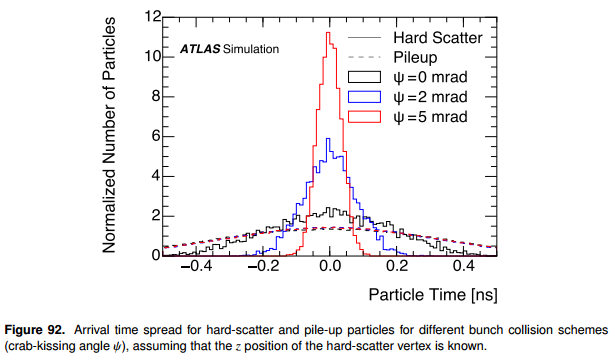 12
10
8
6
4
2
0
Normalized Number of Particles
ATLAS Simulation
Hard Scatter
Pileup
ψ=0 mrad
ψ=2 mrad
ψ=5 mrad
−0.4 −0.2 0.0 0.2 0.4
Particle Time [ns]
Figure 92. Arrival time spread for hard-scatter and pile-up particles for different bunch collision schemes
(crab-kissing angle ψ), assuming that the z position of the hard-scatter vertex is known.